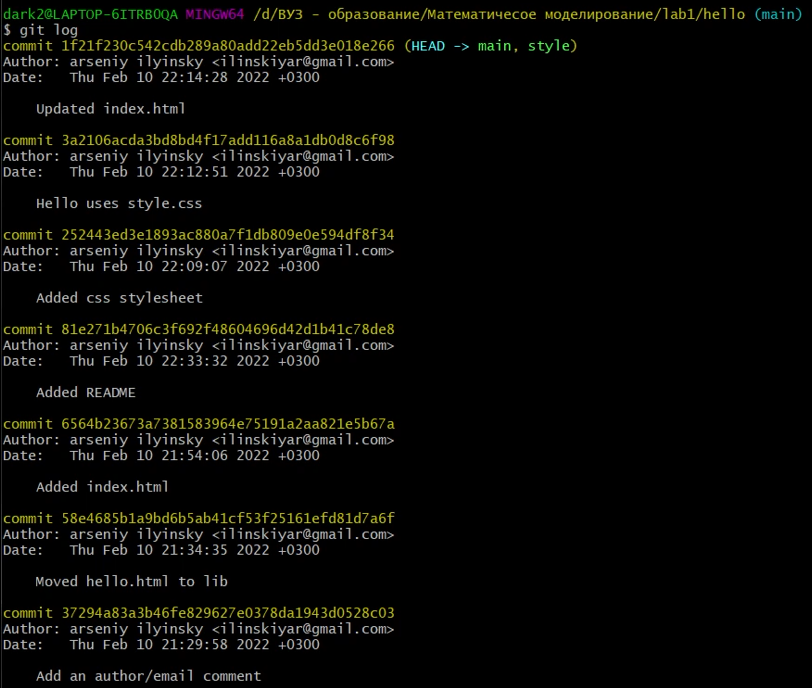 dark2@LAPTOP-6ITRBOQA MINGW64 /d/ВУЗ - образование/Математичесое моделирование/lab1/hello (main)
$ git log
commit 1f21f230c542cdb289a80add22eb5dd3e018e266 (HEAD -> main, style)
Author: arseniy ilyinsky <ilinskiyar@gmail.com>
Date:   Thu Feb 10 22:14:28 2022 +0300
    Updated index.html
commit 3a2106acda3bd8bd4f17add116a8a1db0d8c6f98
Author: arseniy ilyinsky <ilinskiyar@gmail.com>
Date:   Thu Feb 10 22:12:51 2022 +0300
    Hello uses style.css
commit 252443ed3e1893ac880a7f1db809e0e594df8f34
Author: arseniy ilyinsky <ilinskiyar@gmail.com>
Date:   Thu Feb 10 22:09:07 2022 +0300
    Added css stylesheet
commit 81e271b4706c3f692f48604696d42d1b41c78de8
Author: arseniy ilyinsky <ilinskiyar@gmail.com>
Date:   Thu Feb 10 22:33:32 2022 +0300
    Added README
commit 6564b23673a7381583964e75191a2aa821e5b67a
Author: arseniy ilyinsky <ilinskiyar@gmail.com>
Date:   Thu Feb 10 21:54:06 2022 +0300
    Added index.html
commit 58e4685b1a9bd6b5ab41cf53f25161efd81d7a6f
Author: arseniy ilyinsky <ilinskiyar@gmail.com>
Date:   Thu Feb 10 21:34:35 2022 +0300
    Moved hello.html to lib
commit 37294a83a3b46fe829627e0378da1943d0528c03
Author: arseniy ilyinsky <ilinskiyar@gmail.com>
Date:   Thu Feb 10 21:29:58 2022 +0300
    Add an author/email comment